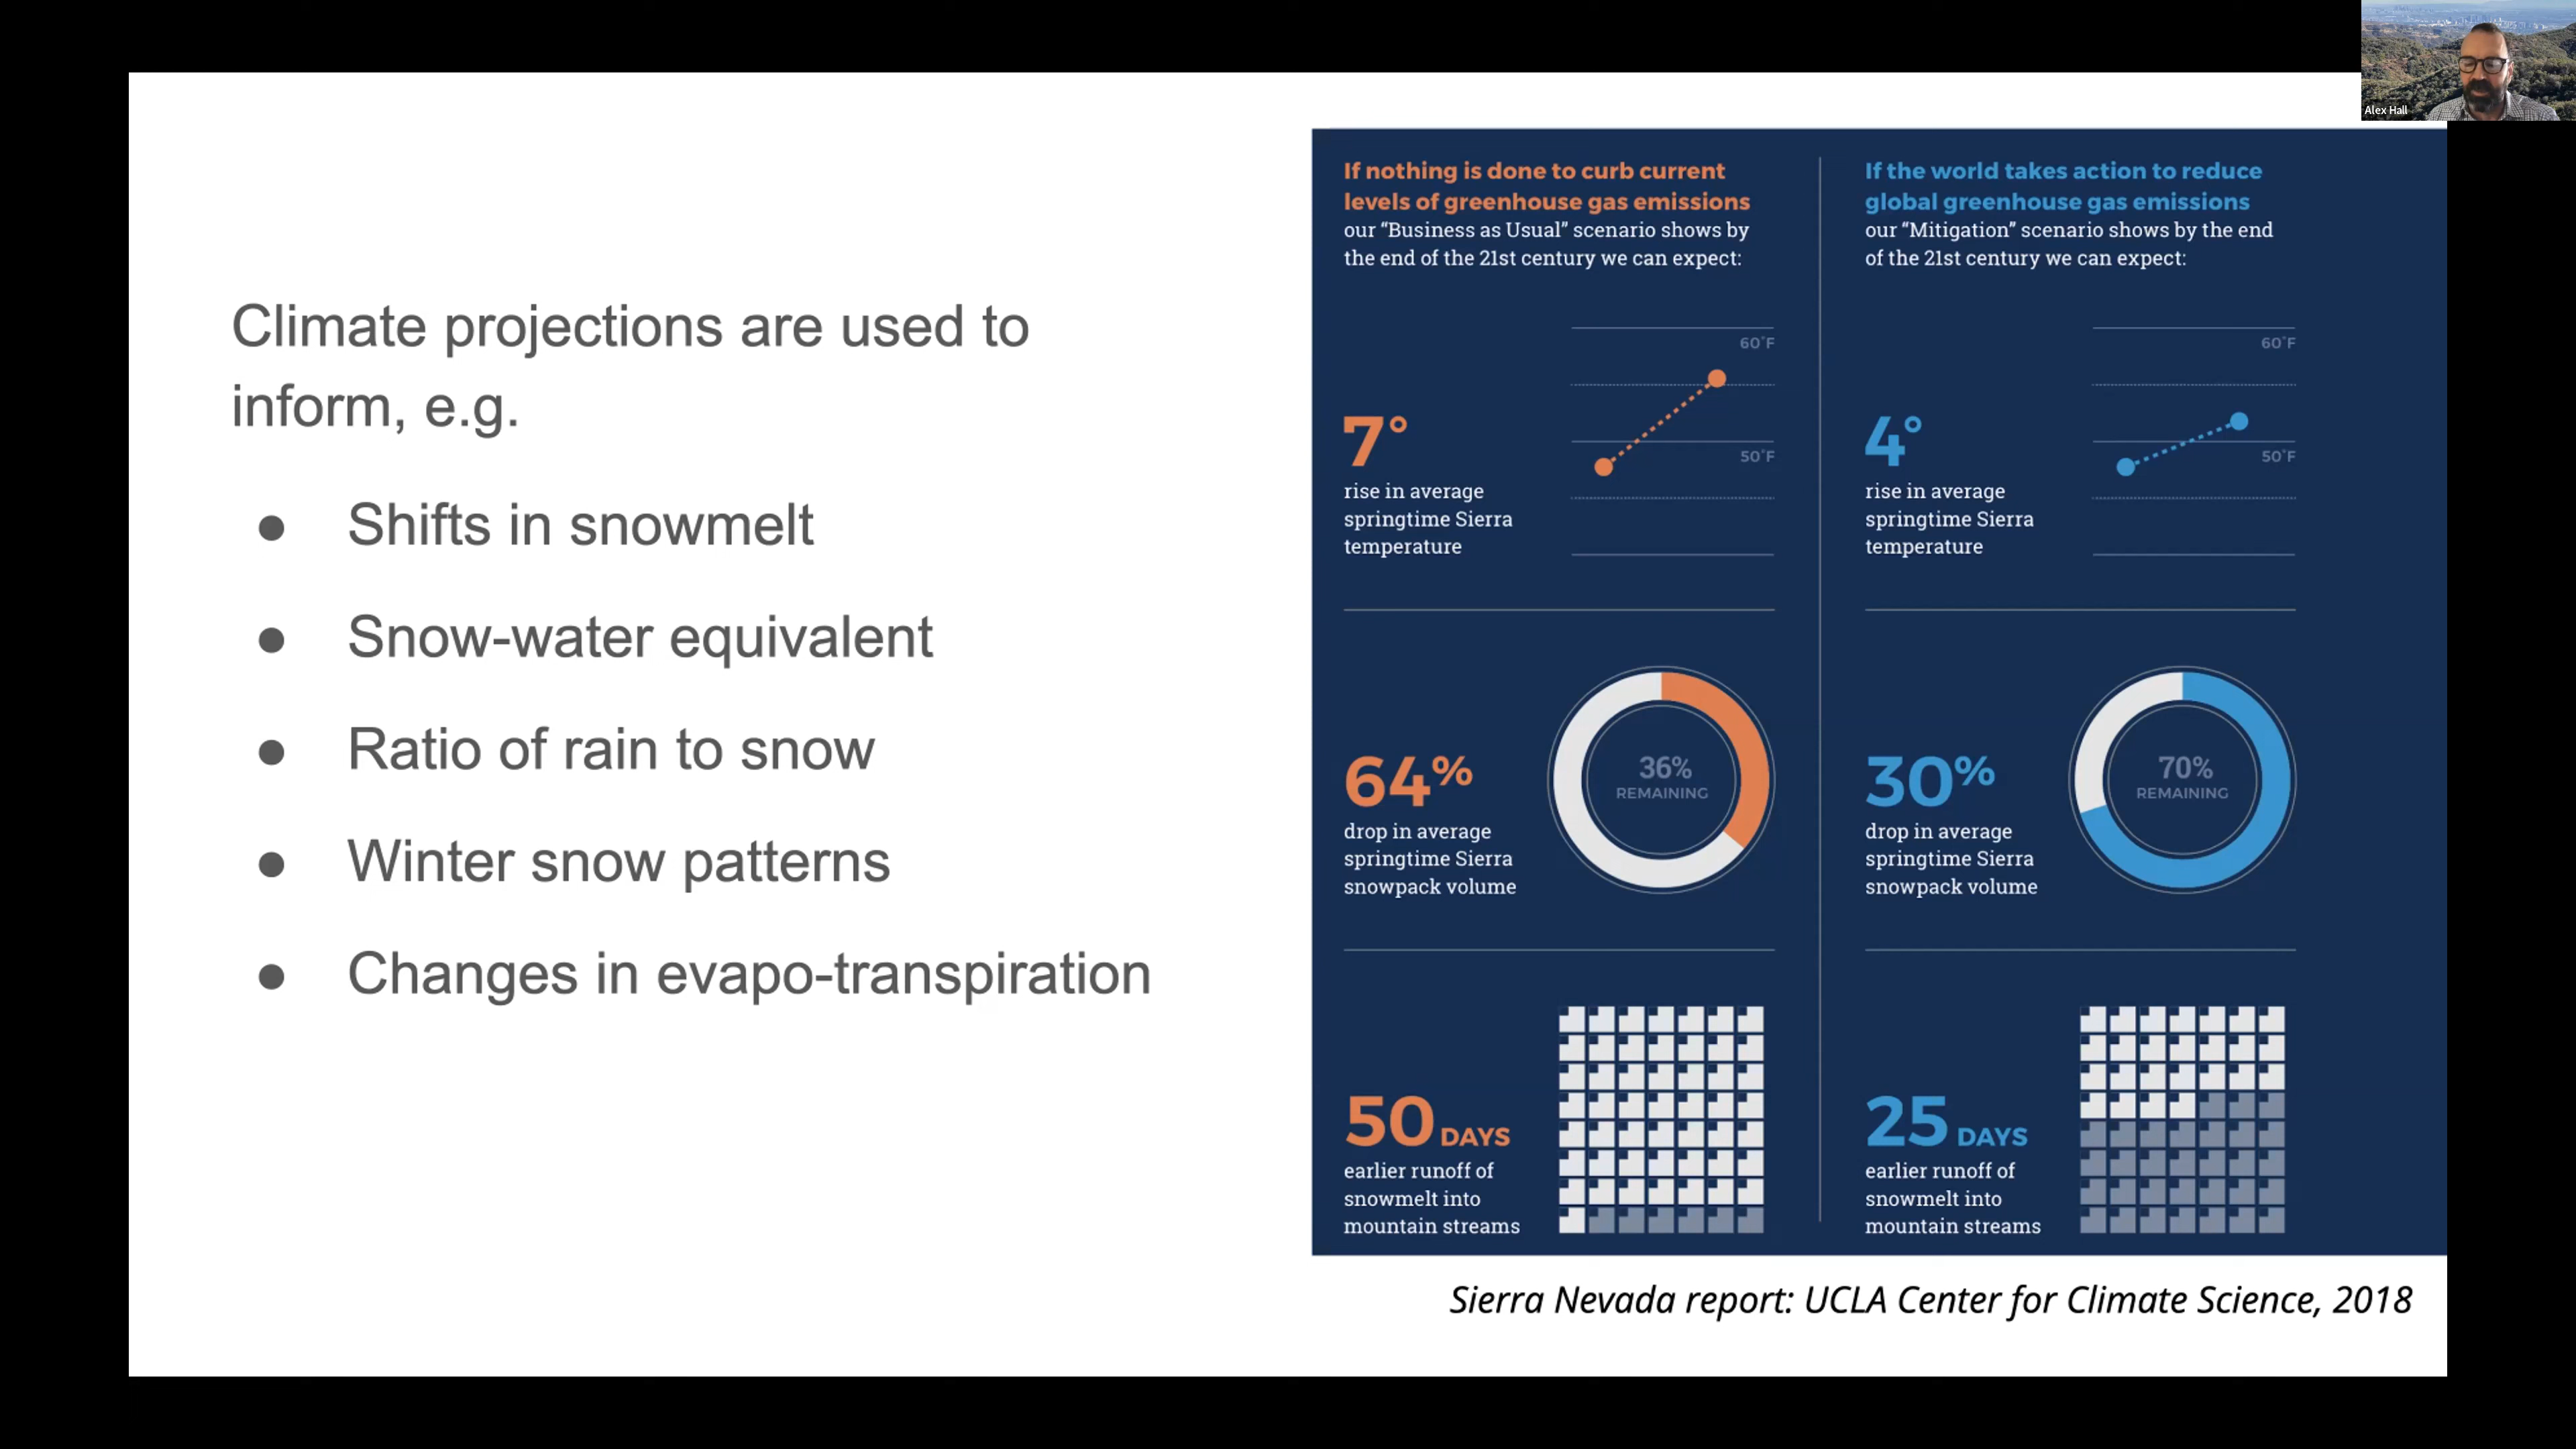 Alex Hall
Climate projections are used to
inform, e.g.
● Shifts in snowmelt
● Snow-water equivalent
● Ratio of rain to snow
● Winter snow patterns
● Changes in evapo-transpiration
If nothing is done to curb current
levels of greenhouse gas emissions
our “Business as Usual” scenario shows by
the end of the 21st century we can expect:
60°F
50°F
7°
rise in average
springtime Sierra
temperature
64%
drop in average
springtime Sierra
snowpack volume
36%
REMAINING
50 DAYS
earlier runoff of
snowmelt into
mountain streams
If the world takes action to reduce
global greenhouse gas emissions
our “Mitigation” scenario shows by the end
of the 21st century we can expect:
60°F
50°F
4°
rise in average
springtime Sierra
temperature
30%
drop in average
springtime Sierra
snowpack volume
70%
REMAINING
25 DAYS
earlier runoff of
snowmelt into
mountain streams
Sierra Nevada report: UCLA Center for Climate Science, 2018